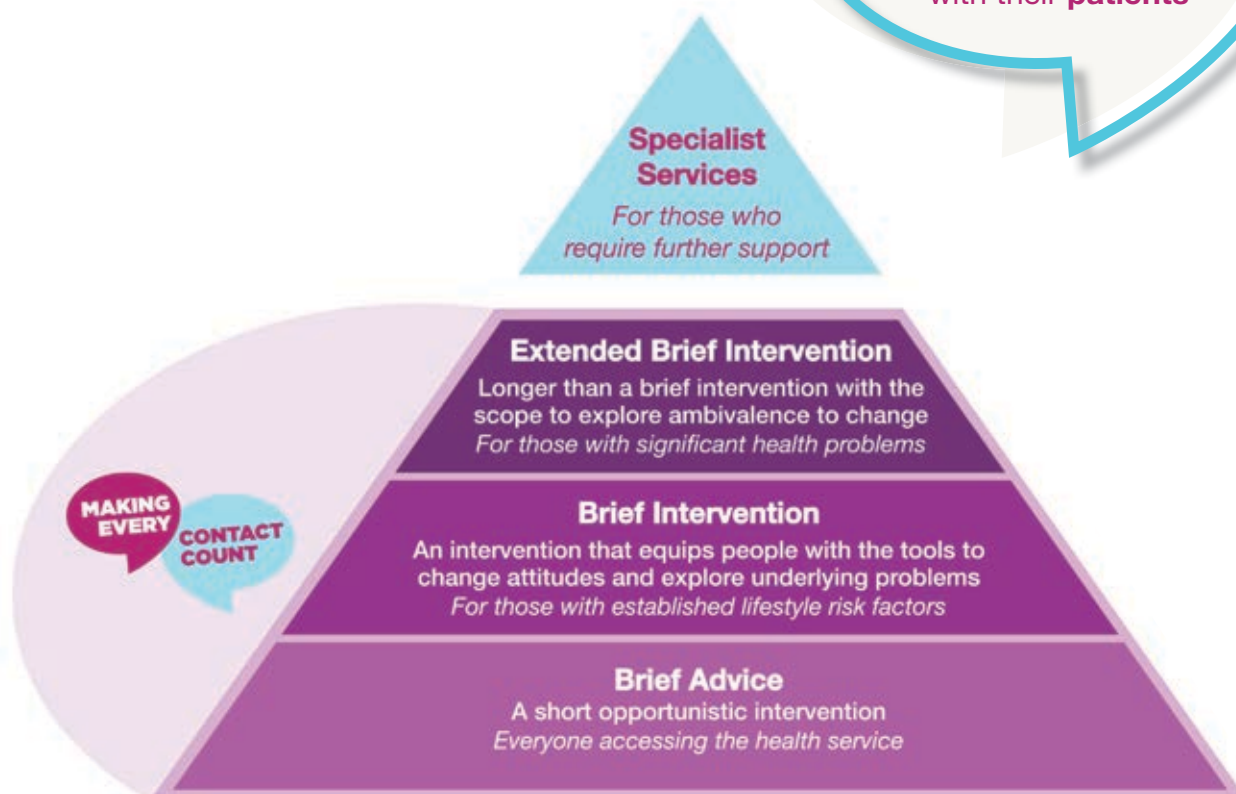 with their patients
Specialist
Services
For those who
require further support
Extended Brief Intervention
Longer than a brief intervention with the
scope to explore ambivalence to change
For those with significant health problems
MAKING
EVERY
CONTACT
COUNT
Brief Intervention
An intervention that equips people with the tools to
change attitudes and explore underlying problems
For those with established lifestyle risk factors
Brief Advice
A short opportunistic intervention
Everyone accessing the health service